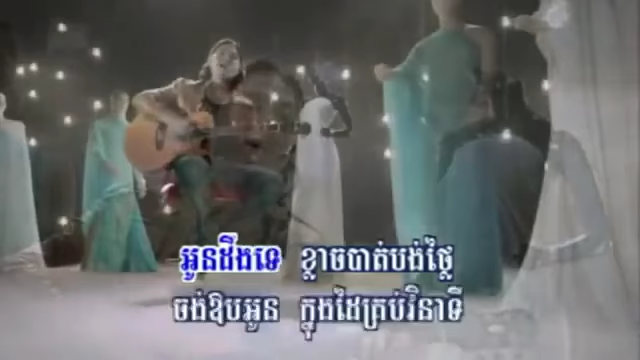 អូនដឹងទេ ខ្លាចបាត់បង់ថ្លៃ
ចង់ឱបអូន ក្នុងដៃគ្រប់វិនាទី